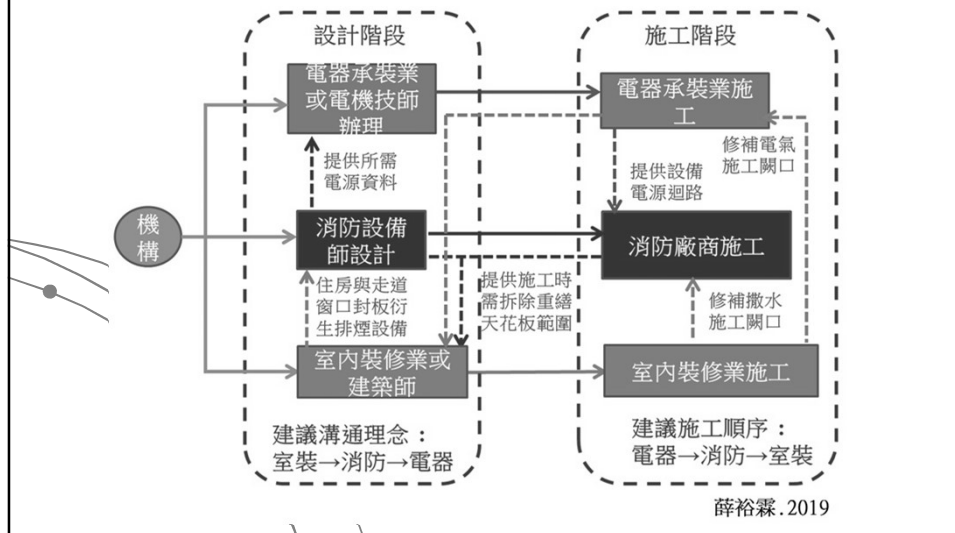 設計階段
電器承裝業
或電機技師
辦理
提供所需
電源資料
機
構
消防設備
師設計
住房與走道
窗口封板衍
生排煙設備
室內裝修業或
建築師
建議溝通理念：
室裝→消防→電器
提供施工時
需拆除重繕
天花板範圍
施工階段
電器承裝業施
工
修補電氣
施工闕口
提供設備
電源迴路
消防廠商施工
修補撒水
施工闕口
室內裝修業施工
建議施工順序：
電器→消防→室裝
薛裕霖.2019